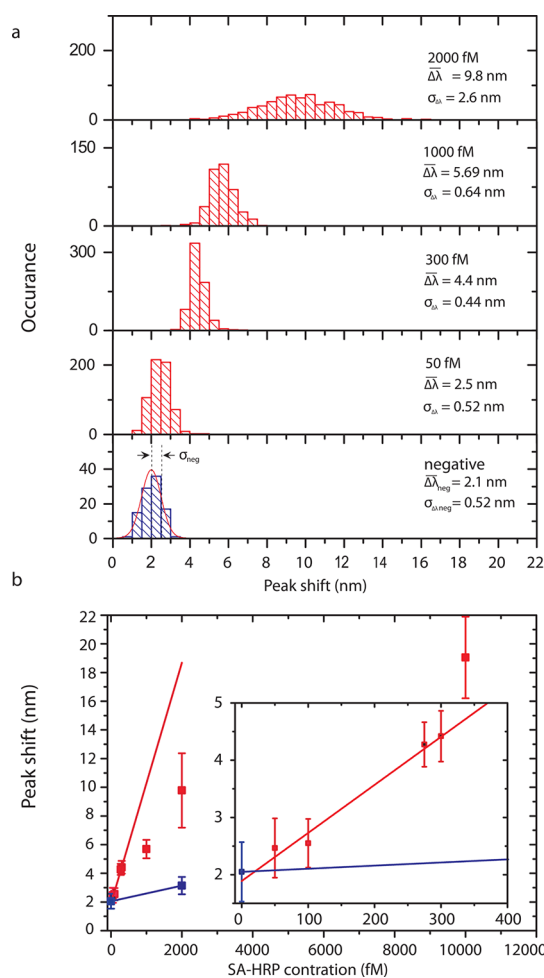 a
300
2000 fM
Δλ = 9.8 nm
σΔλ = 2.6 nm
0
150
1000 fM
Δλ = 5.69 nm
σΔλ = 0.64 nm
0
300
300 fM
Δλ = 4.4 nm
σΔλ = 0.44 nm
0
200
50 fM
Δλ = 2.5 nm
σΔλ = 0.52 nm
0
σneg
40
negative
Δλneg = 2.1 nm
σΔλneg = 0.52 nm
20
0
Occurance
0 2 4 6 8 10 12 14 16 18 20 22
Peak shift (nm)
b
22
20
18
16
14
12
10
8
6
4
2
0
Peak shift (nm)
5
4
3
2
0 100 200 300 400
0 2000 4000 6000 8000 10000 12000
SA-HRP contration (fM)